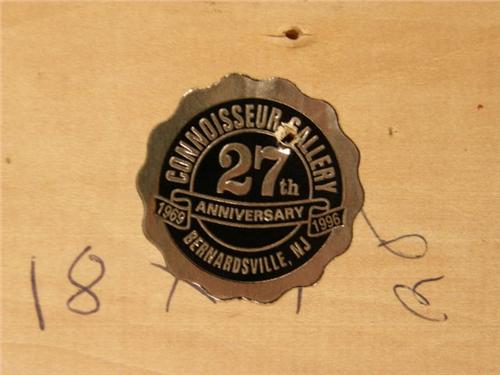 CONNOISSEUR GALLERY
27th
ANNIVERSARY
1969 1996
BERNARDSVILLE, NJ
18